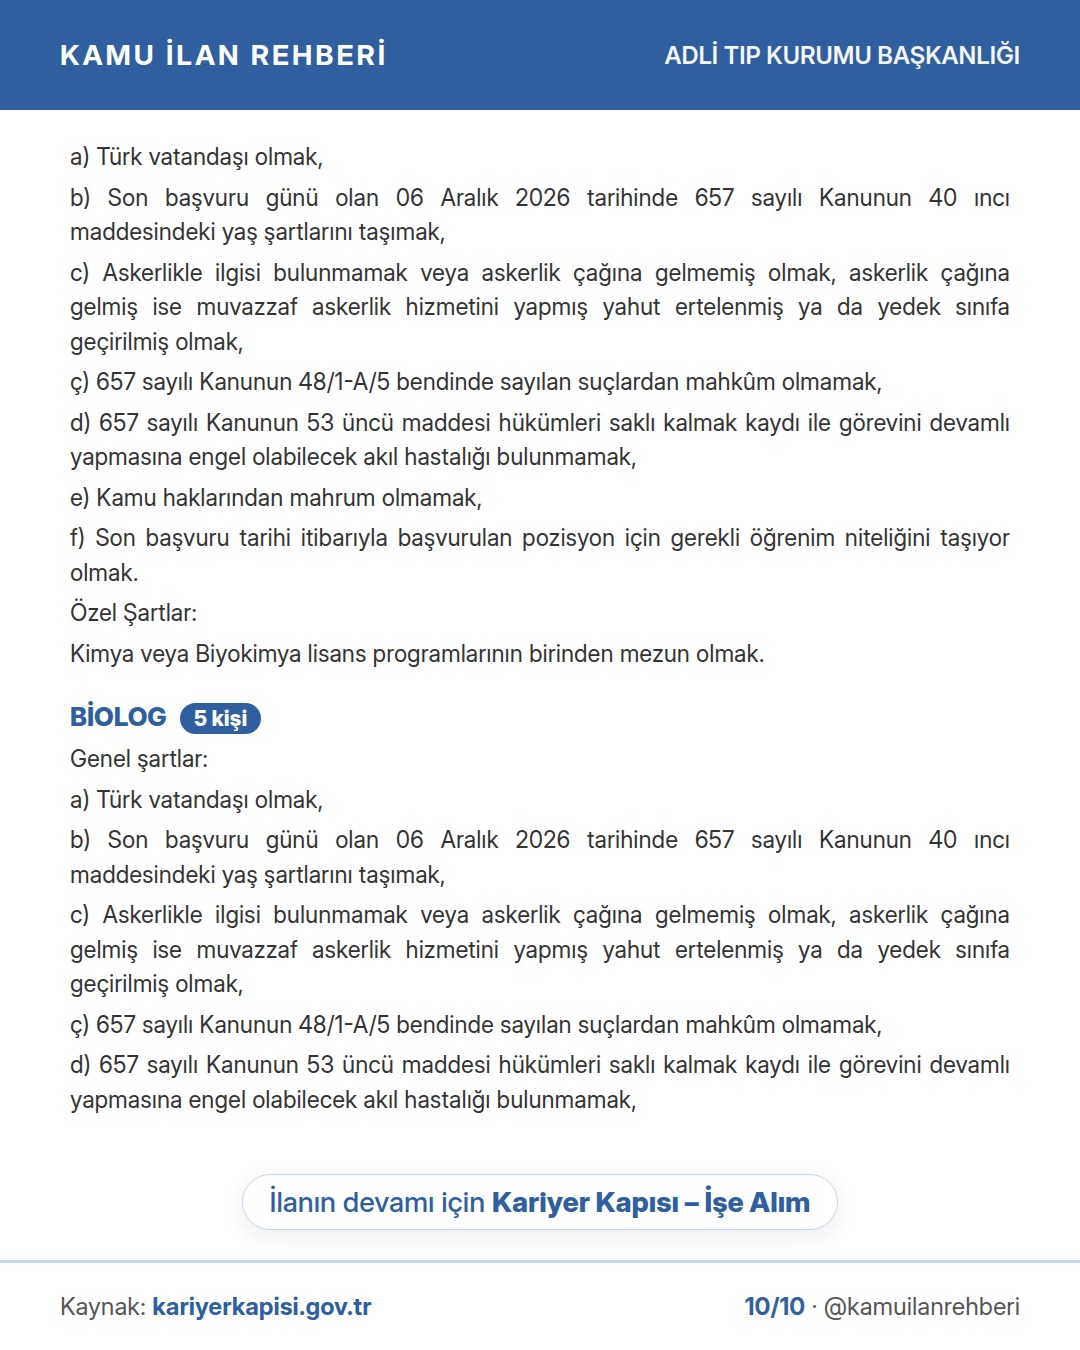 KAMU İLAN REHBERİ
ADLİ TIP KURUMU BAŞKANLIĞI
a) Türk vatandaşı olmak,
b) Son başvuru günü olan 06 Aralık 2026 tarihinde 657 sayılı Kanunun 40 ıncı
maddesindeki yaş şartlarını taşımak,
c) Askerlikle ilgisi bulunmamak veya askerlik çağına gelmemiş olmak, askerlik çağına
gelmiş ise muvazzaf askerlik hizmetini yapmış yahut ertelenmiş ya da yedek sınıfa
geçirilmiş olmak,
ç) 657 sayılı Kanunun 48/1-A/5 bendinde sayılan suçlardan mahkûm olmamak,
d) 657 sayılı Kanunun 53 üncü maddesi hükümleri saklı kalmak kaydı ile görevini devamlı
yapmasına engel olabilecek akıl hastalığı bulunmamak,
e) Kamu haklarından mahrum olmamak,
f) Son başvuru tarihi itibarıyla başvurulan pozisyon için gerekli öğrenim niteliğini taşıyor
olmak.
Özel Şartlar:
Kimya veya Biyokimya lisans programlarının birinden mezun olmak.
BİOLOG 5 kişi
Genel şartlar:
a) Türk vatandaşı olmak,
b) Son başvuru günü olan 06 Aralık 2026 tarihinde 657 sayılı Kanunun 40 ıncı
maddesindeki yaş şartlarını taşımak,
c) Askerlikle ilgisi bulunmamak veya askerlik çağına gelmemiş olmak, askerlik çağına
gelmiş ise muvazzaf askerlik hizmetini yapmış yahut ertelenmiş ya da yedek sınıfa
geçirilmiş olmak,
ç) 657 sayılı Kanunun 48/1-A/5 bendinde sayılan suçlardan mahkûm olmamak,
d) 657 sayılı Kanunun 53 üncü maddesi hükümleri saklı kalmak kaydı ile görevini devamlı
yapmasına engel olabilecek akıl hastalığı bulunmamak,
İlanın devamı için Kariyer Kapısı – İşe Alım
Kaynak: kariyerkapisi.gov.tr
10/10 · @kamuilanrehberi